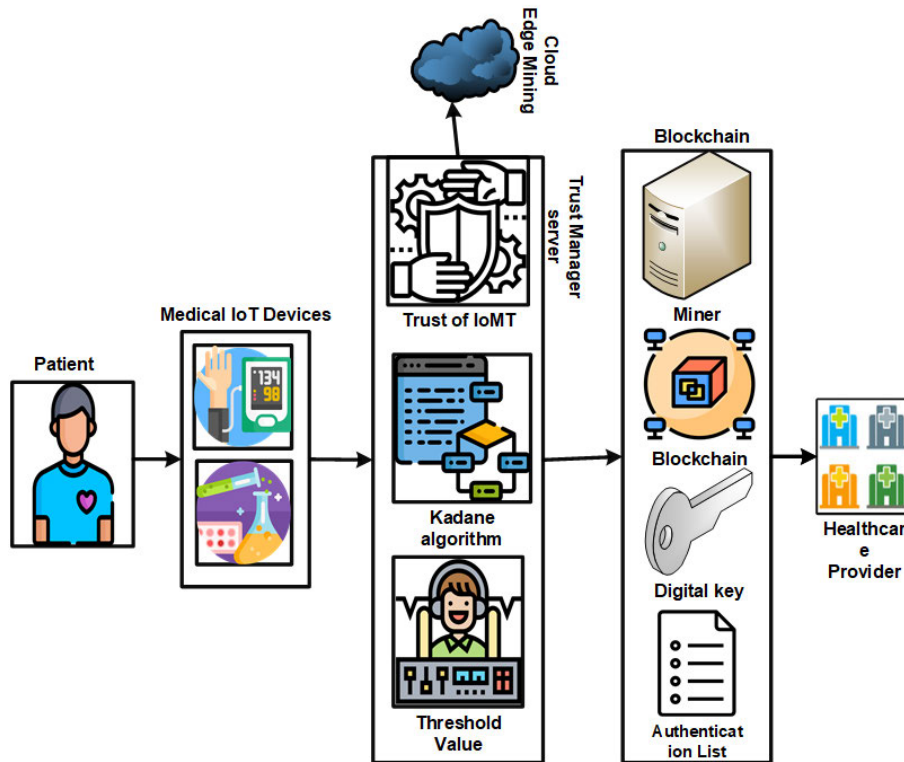 Cloud
Edge Mining
Trust Manager
server
Trust of IoMT
Kadane
algorithm
Threshold
Value
Medical IoT Devices
134
98
Patient
Blockchain
Miner
Blockchain
Digital key
Authenticat
ion List
Healthcar
e
Provider